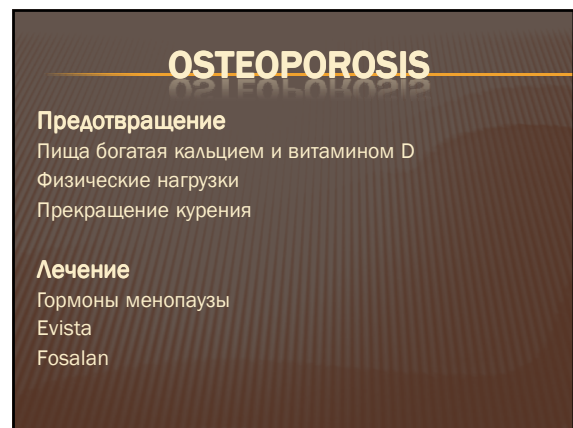 OSTEOPOROSIS
Предотвращение
Пища богатая кальцием и витамином D
Физические нагрузки
Прекращение курения
Лечение
Гормоны менопаузы
Evista
Fosalan